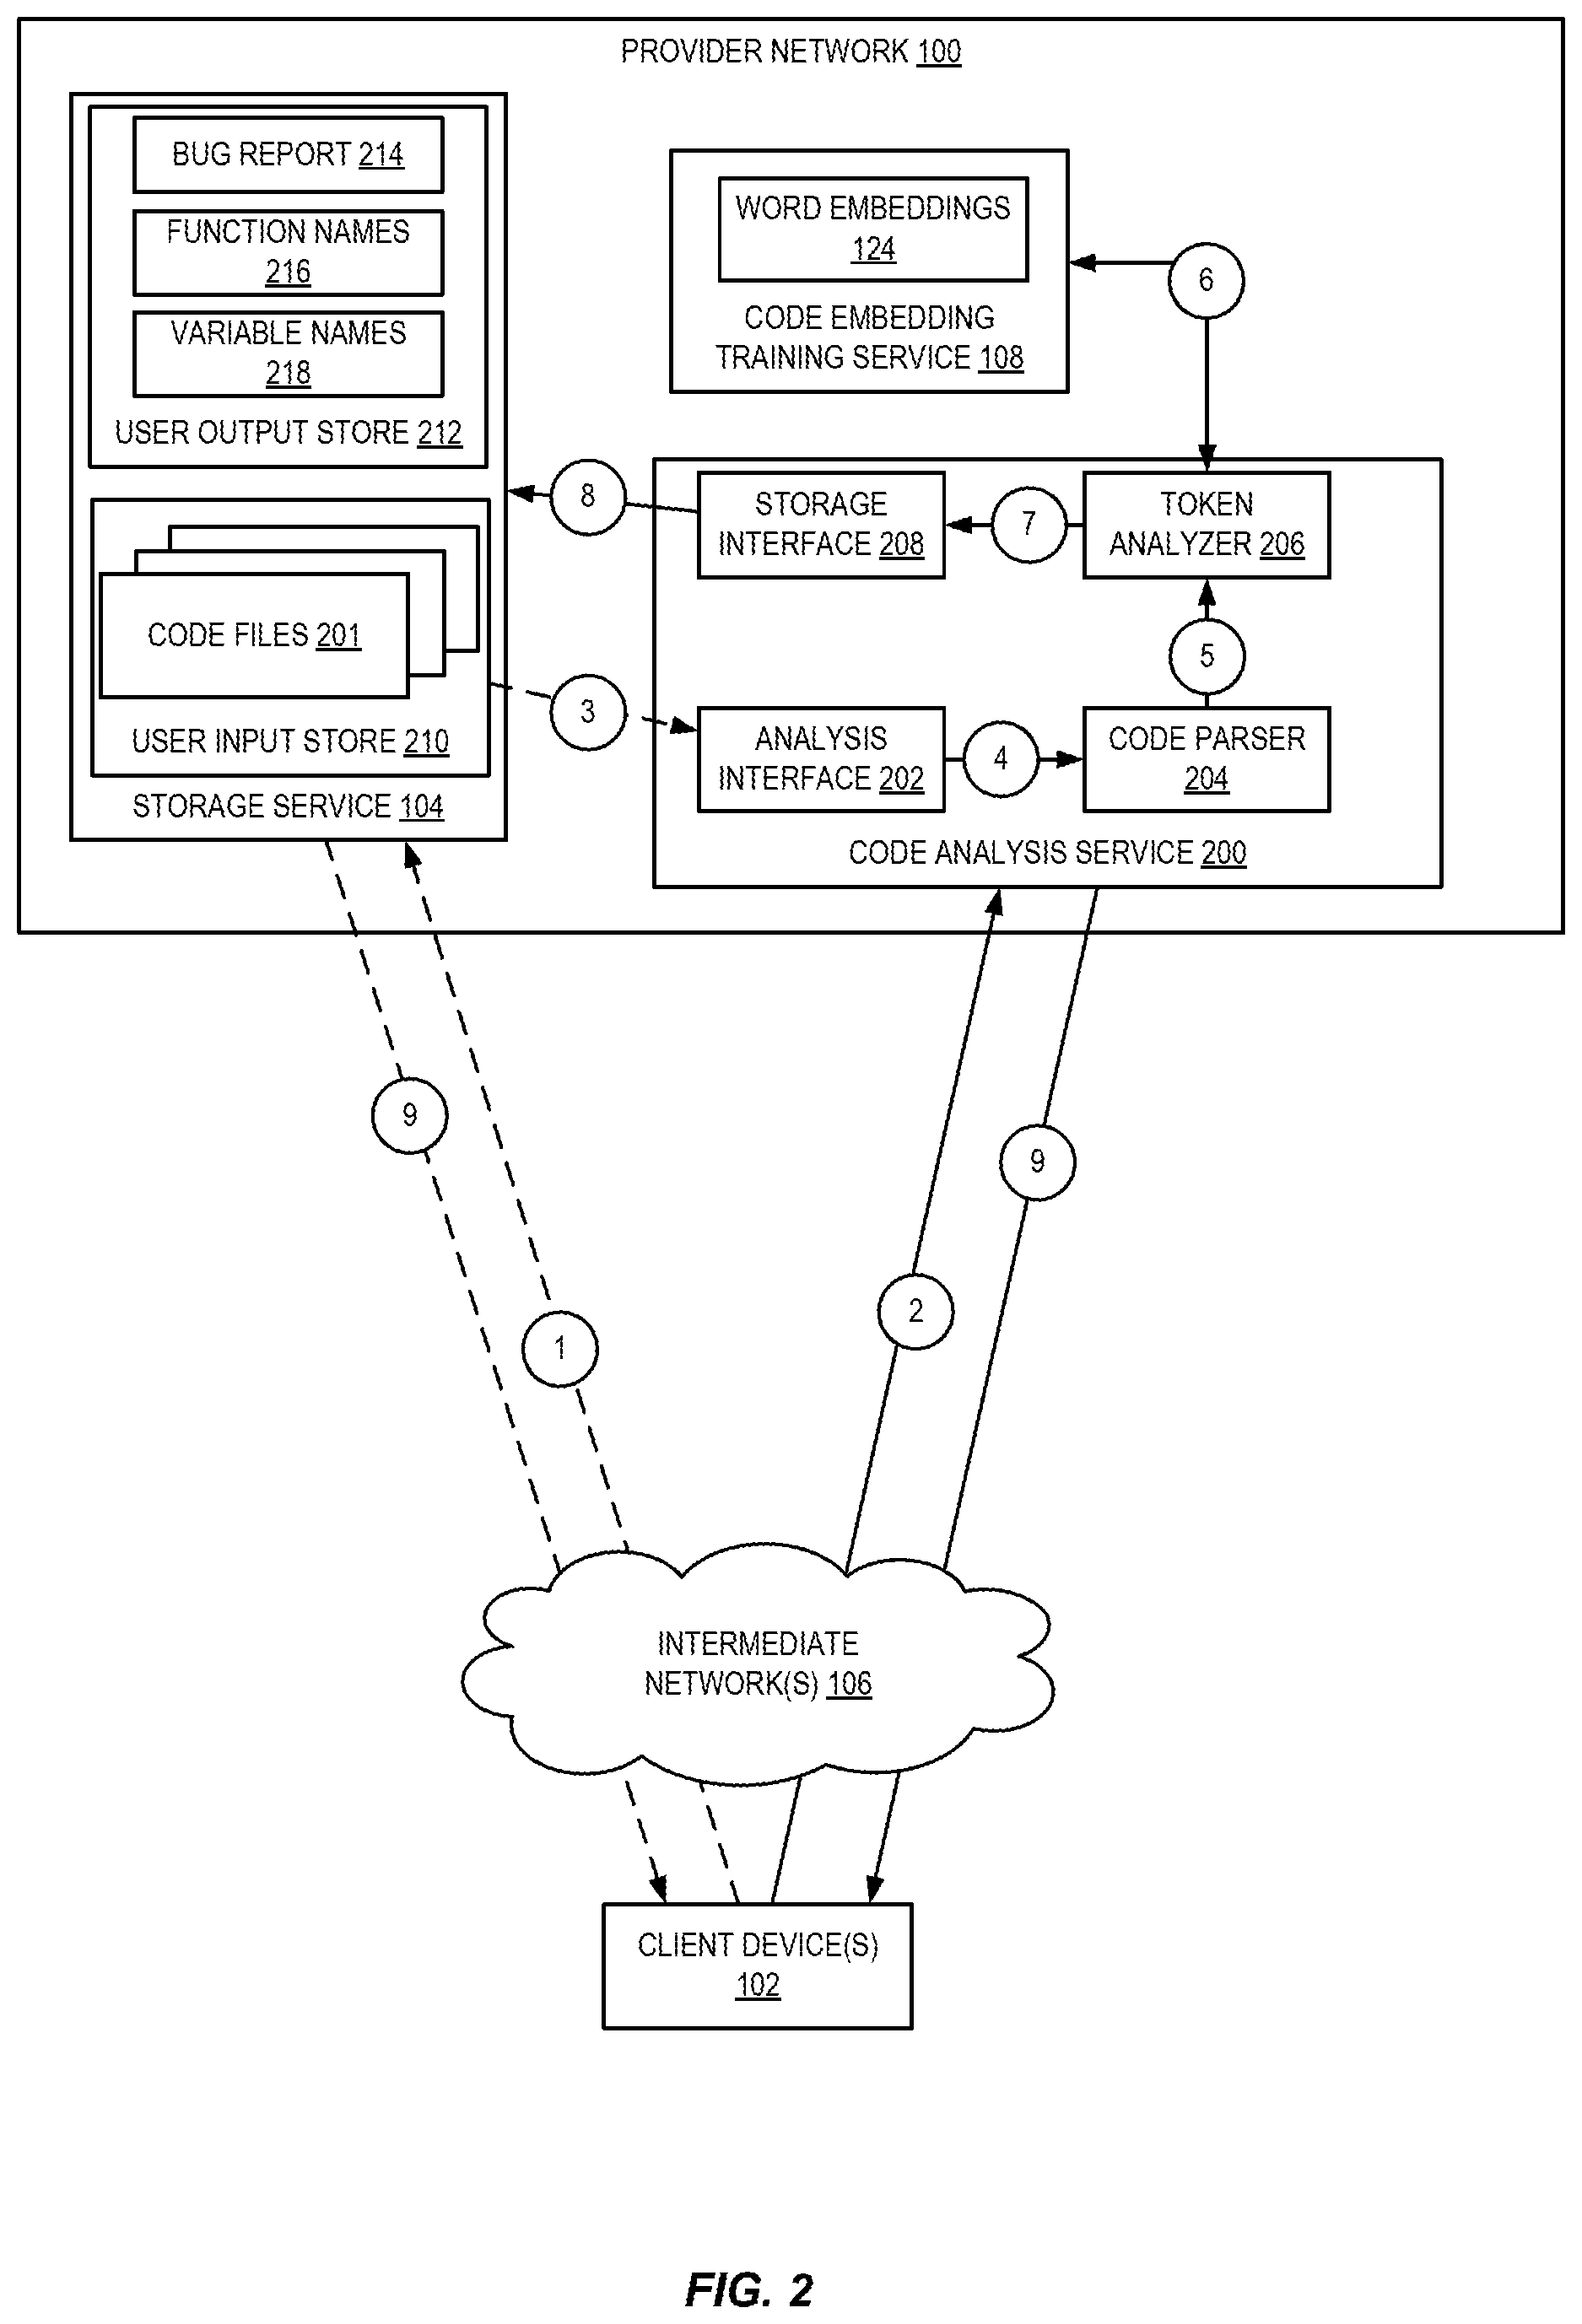 PROVIDER NETWORK 100
BUG REPORT 214
FUNCTION NAMES
216
VARIABLE NAMES
218
USER OUTPUT STORE 212
CODE FILES 201
USER INPUT STORE 210
STORAGE SERVICE 104
WORD EMBEDDINGS
124
CODE EMBEDDING
TRAINING SERVICE 108
6
8
STORAGE
INTERFACE 208
7
TOKEN
ANALYZER 206
5
3
ANALYSIS
INTERFACE 202
4
CODE PARSER
204
CODE ANALYSIS SERVICE 200
9
9
2
1
INTERMEDIATE
NETWORK(S) 106
CLIENT DEVICE(S)
102
FIG. 2